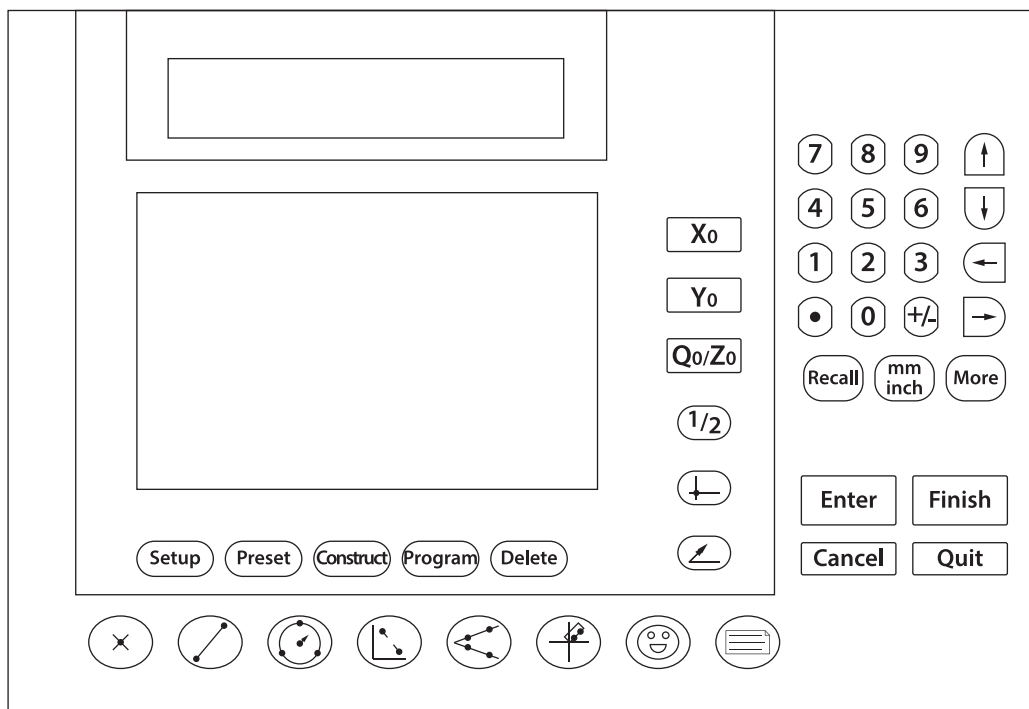 7 8 9
4 5 6
1 2 3
0 +/-
X0
Y0
Q0/Z0
1/2
Recall
mm
inch
More
Enter Finish
Cancel Quit
Setup Preset Construct Program Delete